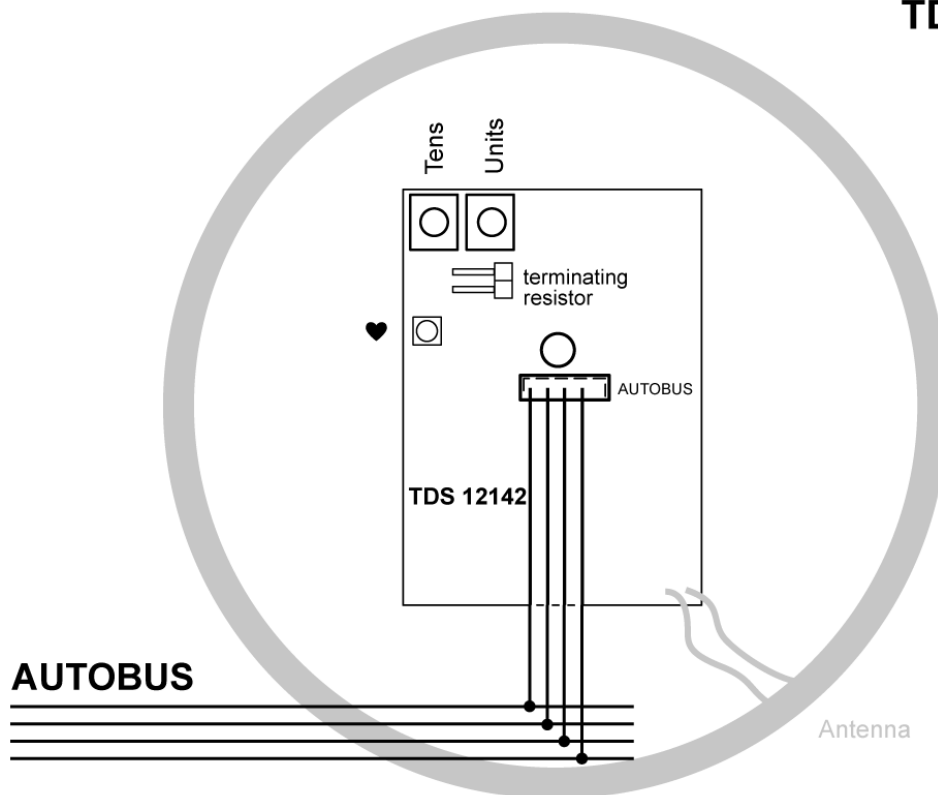 TD
Tens
Units
terminating
resistor
♥
AUTOBUS
TDS 12142
AUTOBUS
Antenna